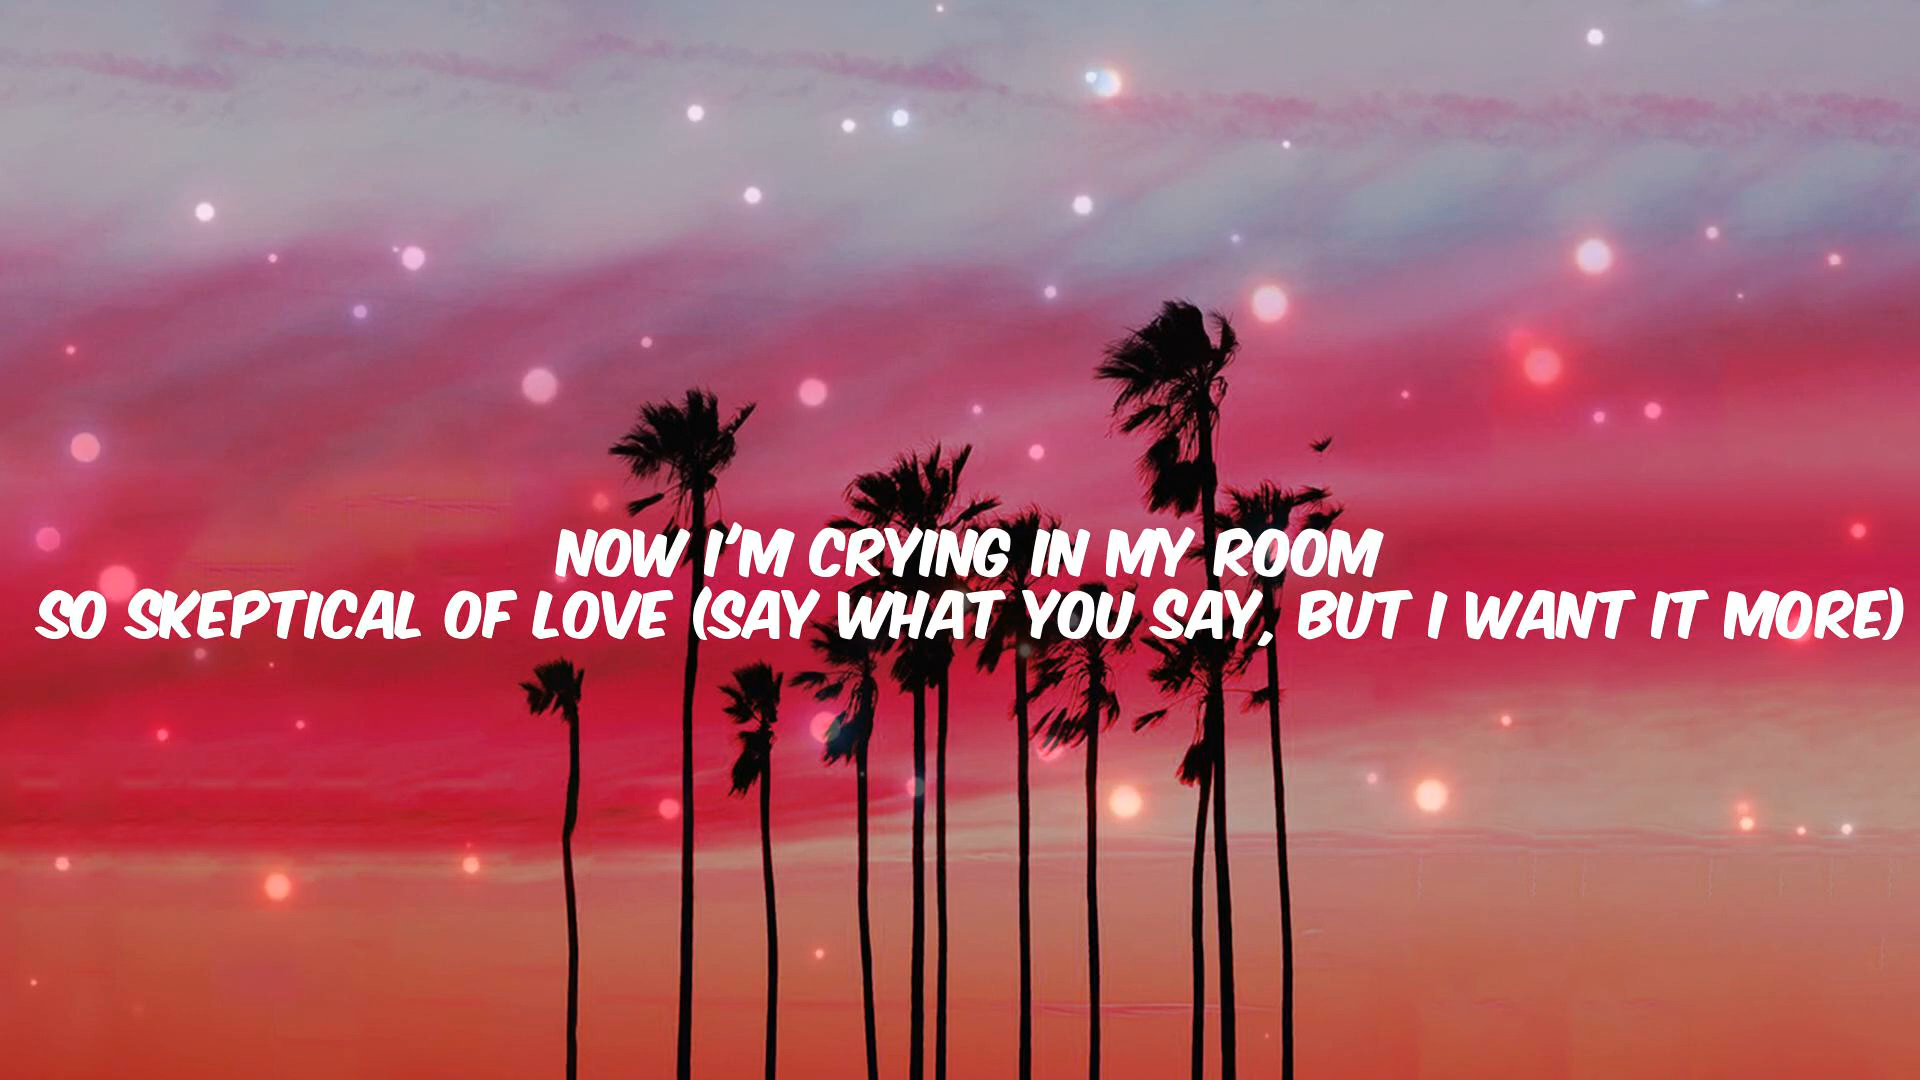 NOW I'M CRYING IN MY ROOM
SO SKEPTICAL OF LOVE (SAY WHAT YOU SAY, BUT I WANT IT MORE)